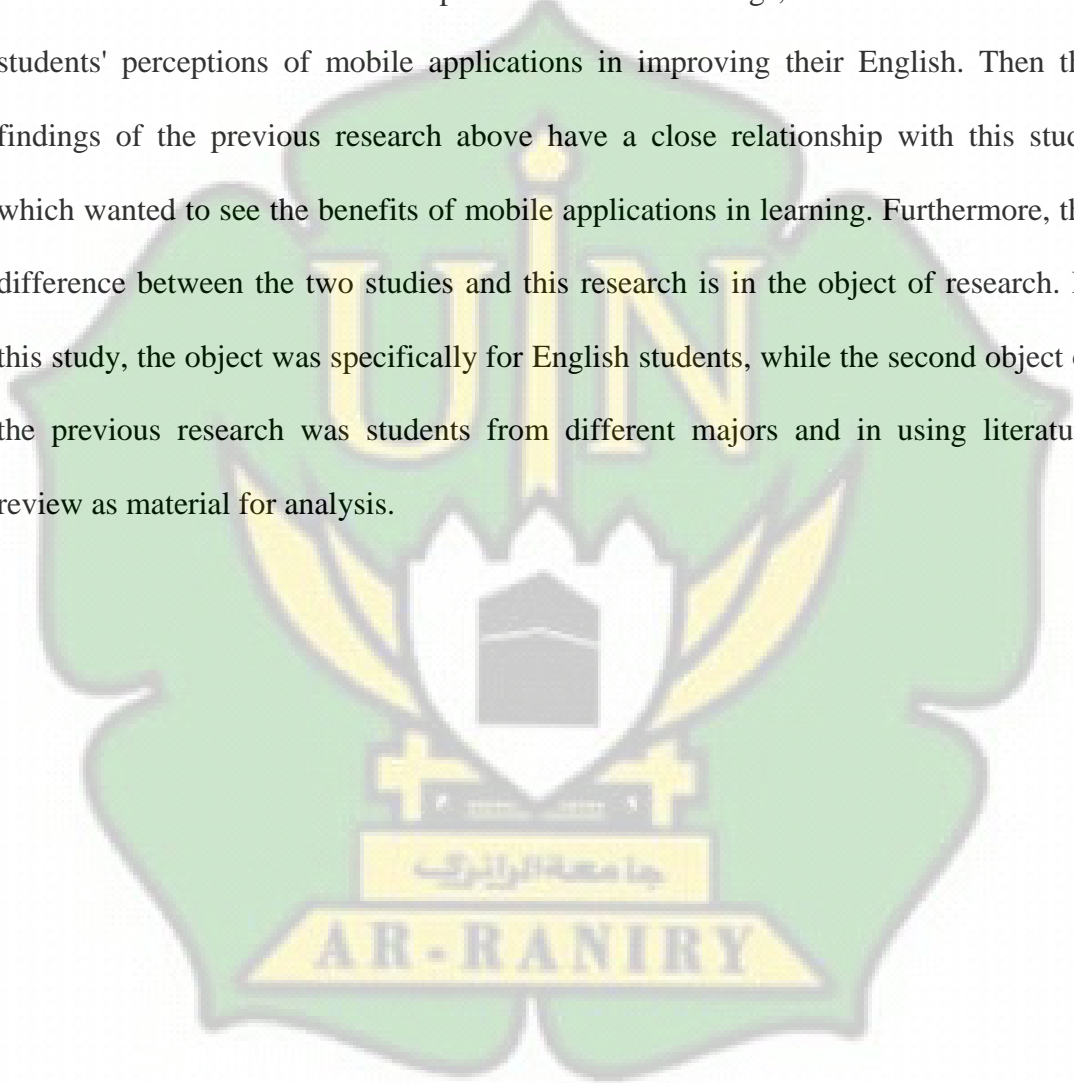 students' perceptions of mobile applications in improving their English. Then
findings of the previous research above have a close relationship with this
which wanted to see the benefits of mobile applications in learning. Furthermore,
difference between the two studies and this research is in the object of research.
this study, the object was specifically for English students, while the second object
the previous research was students from different majors and in using
review as material for analysis.
UIN
جامعة الرانري
AR-RANIRY